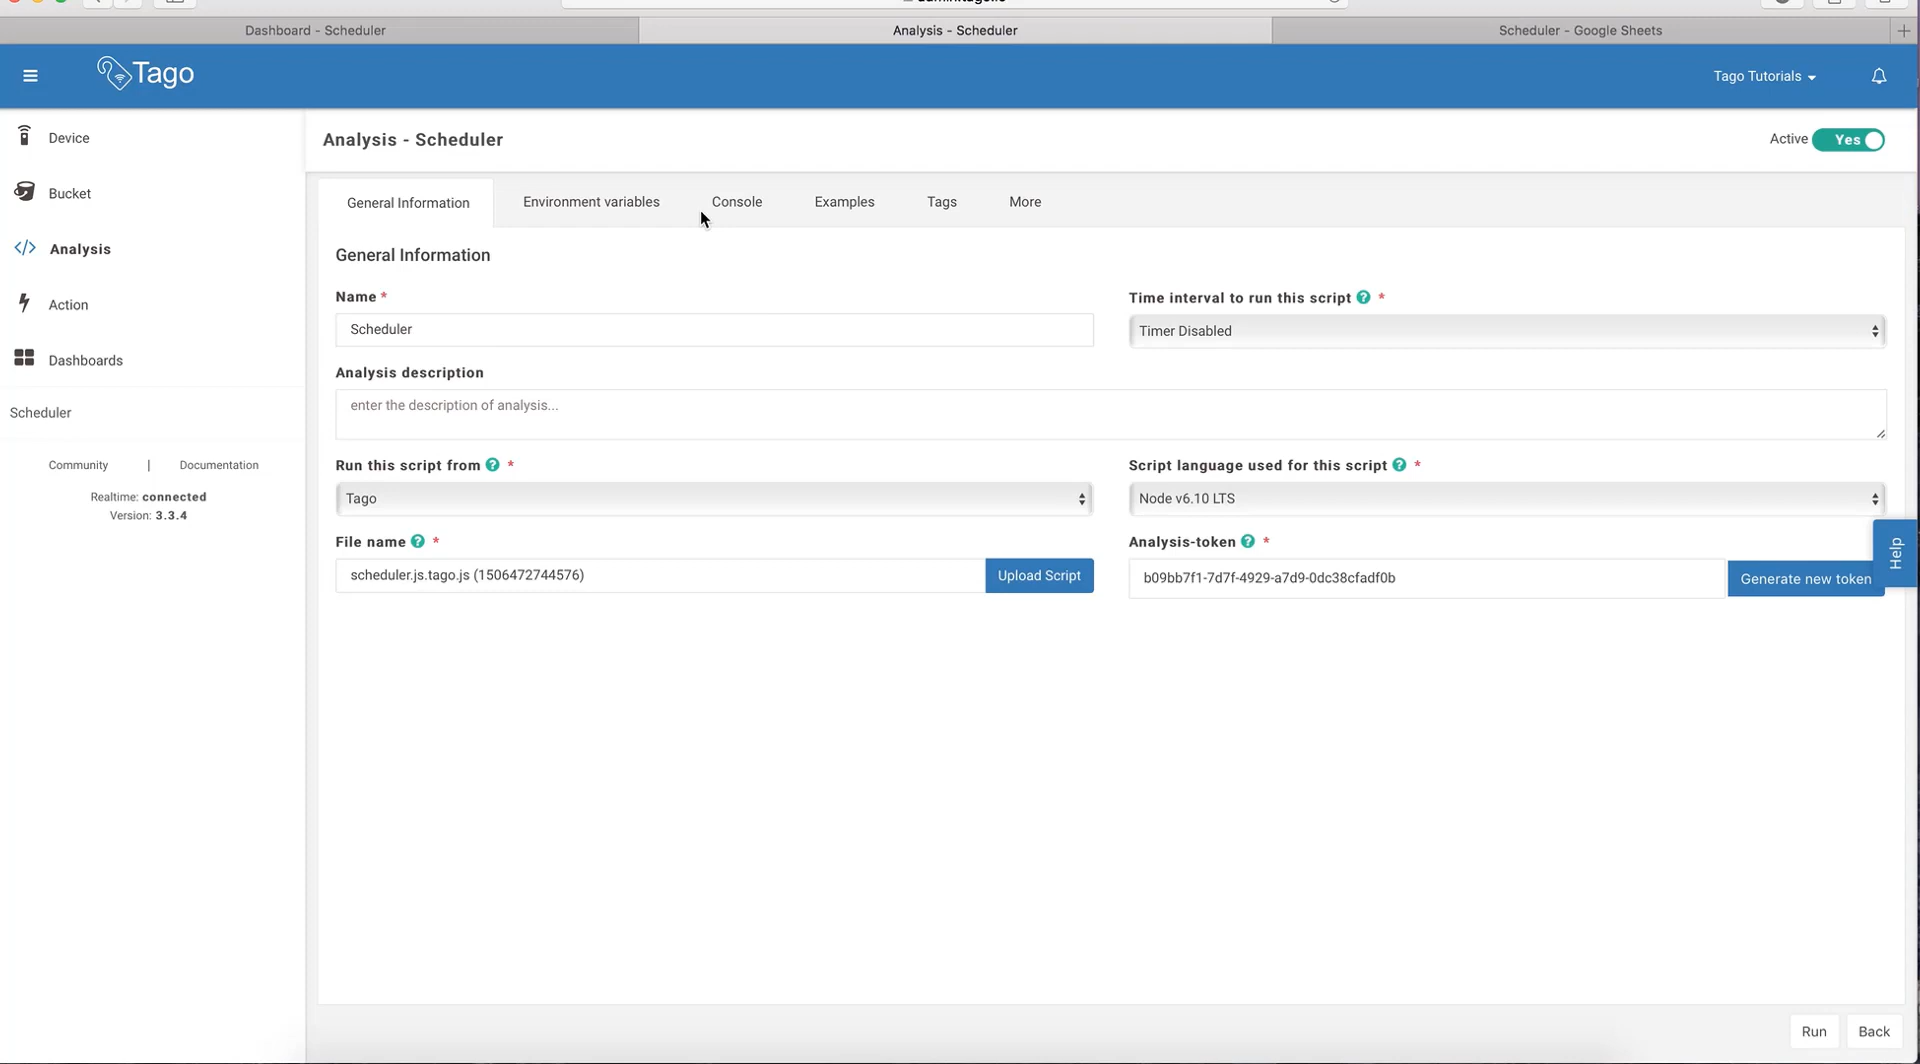 Dashboard - Scheduler
Analysis - Scheduler
Scheduler - Google Sheets
Tago
Tago Tutorials
Device
Bucket
Analysis
Action
Dashboards
Scheduler
Community | Documentation
Realtime: connected
Version: 3.3.4
Analysis - Scheduler
Active Yes
General Information
Environment variables
Console
Examples
Tags
More
General Information
Name *
Scheduler
Time interval to run this script ? *
Timer Disabled
Analysis description
enter the description of analysis...
Run this script from ? *
Tago
Script language used for this script ? *
Node v6.10 LTS
File name ? *
scheduler.js.tago.js (1506472744576)
Upload Script
Analysis-token ? *
b09bb7f1-7d7f-4929-a7d9-0dc38cfadf0b
Generate new token
Help
Run
Back